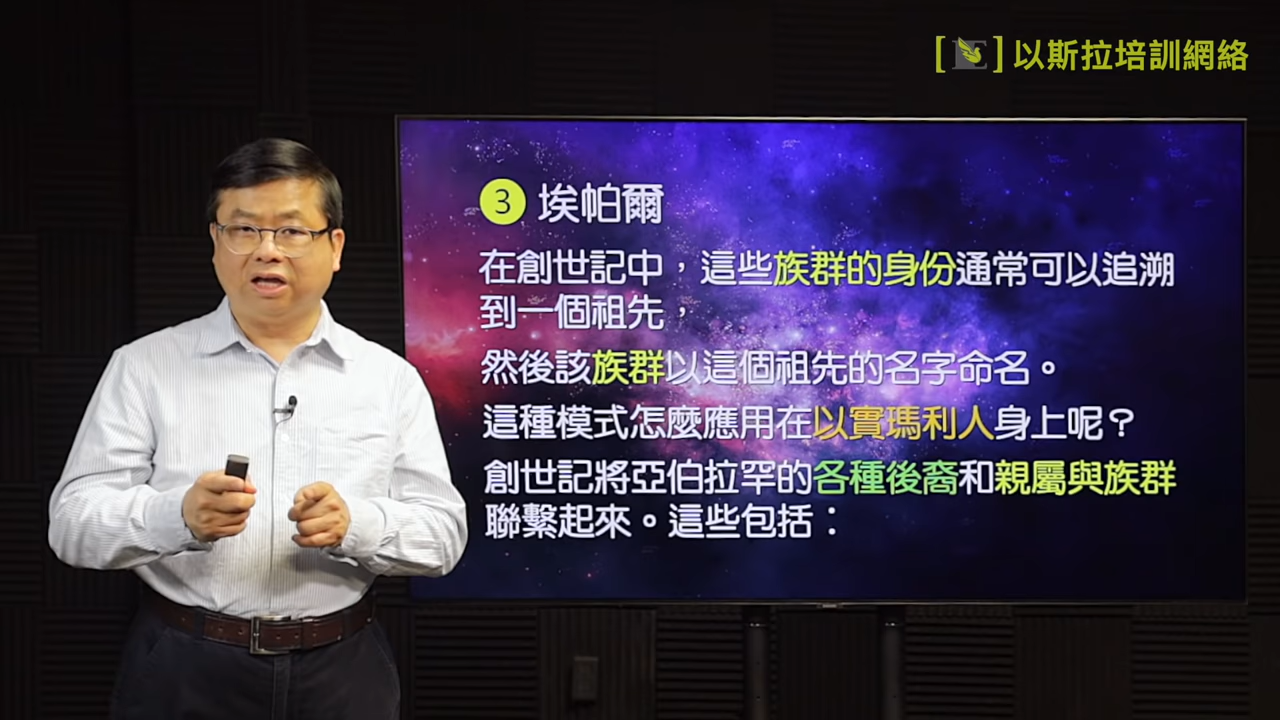 [E] 以斯拉培訓網絡
3 埃帕爾
在創世記中，這些族群的身份通常可以追溯
到一個祖先，
然後該族群以這個祖先的名字命名。
這種模式怎麼應用在以實瑪利人身上呢？
創世記將亞伯拉罕的各種後裔和親屬與族群
聯繫起來。這些包括：